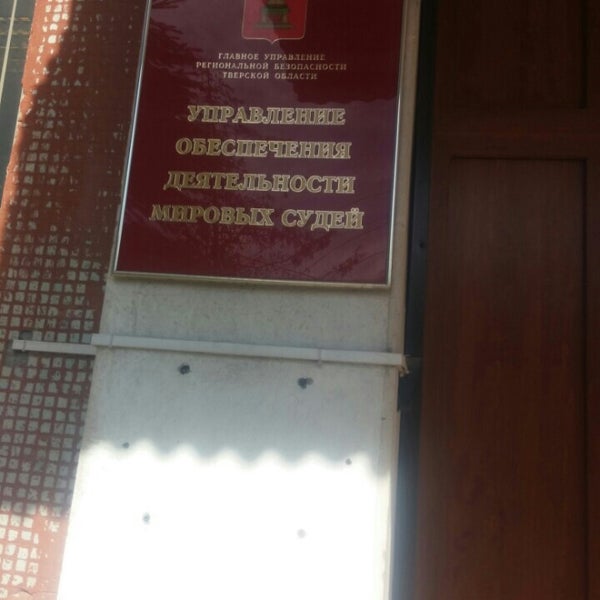 ГЛАВНОЕ УПРАВЛЕНИЕ
РЕГИОНАЛЬНОЙ БЕЗОПАСНОСТИ
ТВЕРСКОЙ ОБЛАСТИ
УПРАВЛЕНИЕ
ОБЕСПЕЧЕНИЯ
ДЕЯТЕЛЬНОСТИ
МИРОВЫХ СУДЕЙ